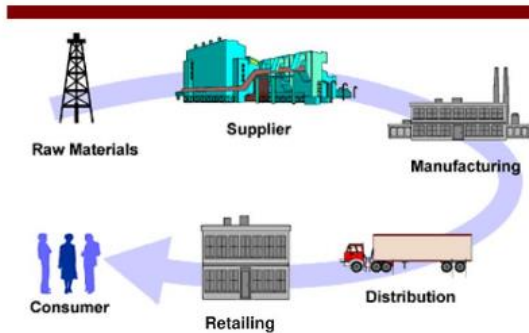 Raw Materials
Supplier
Manufacturing
Distribution
Retailing
Consumer